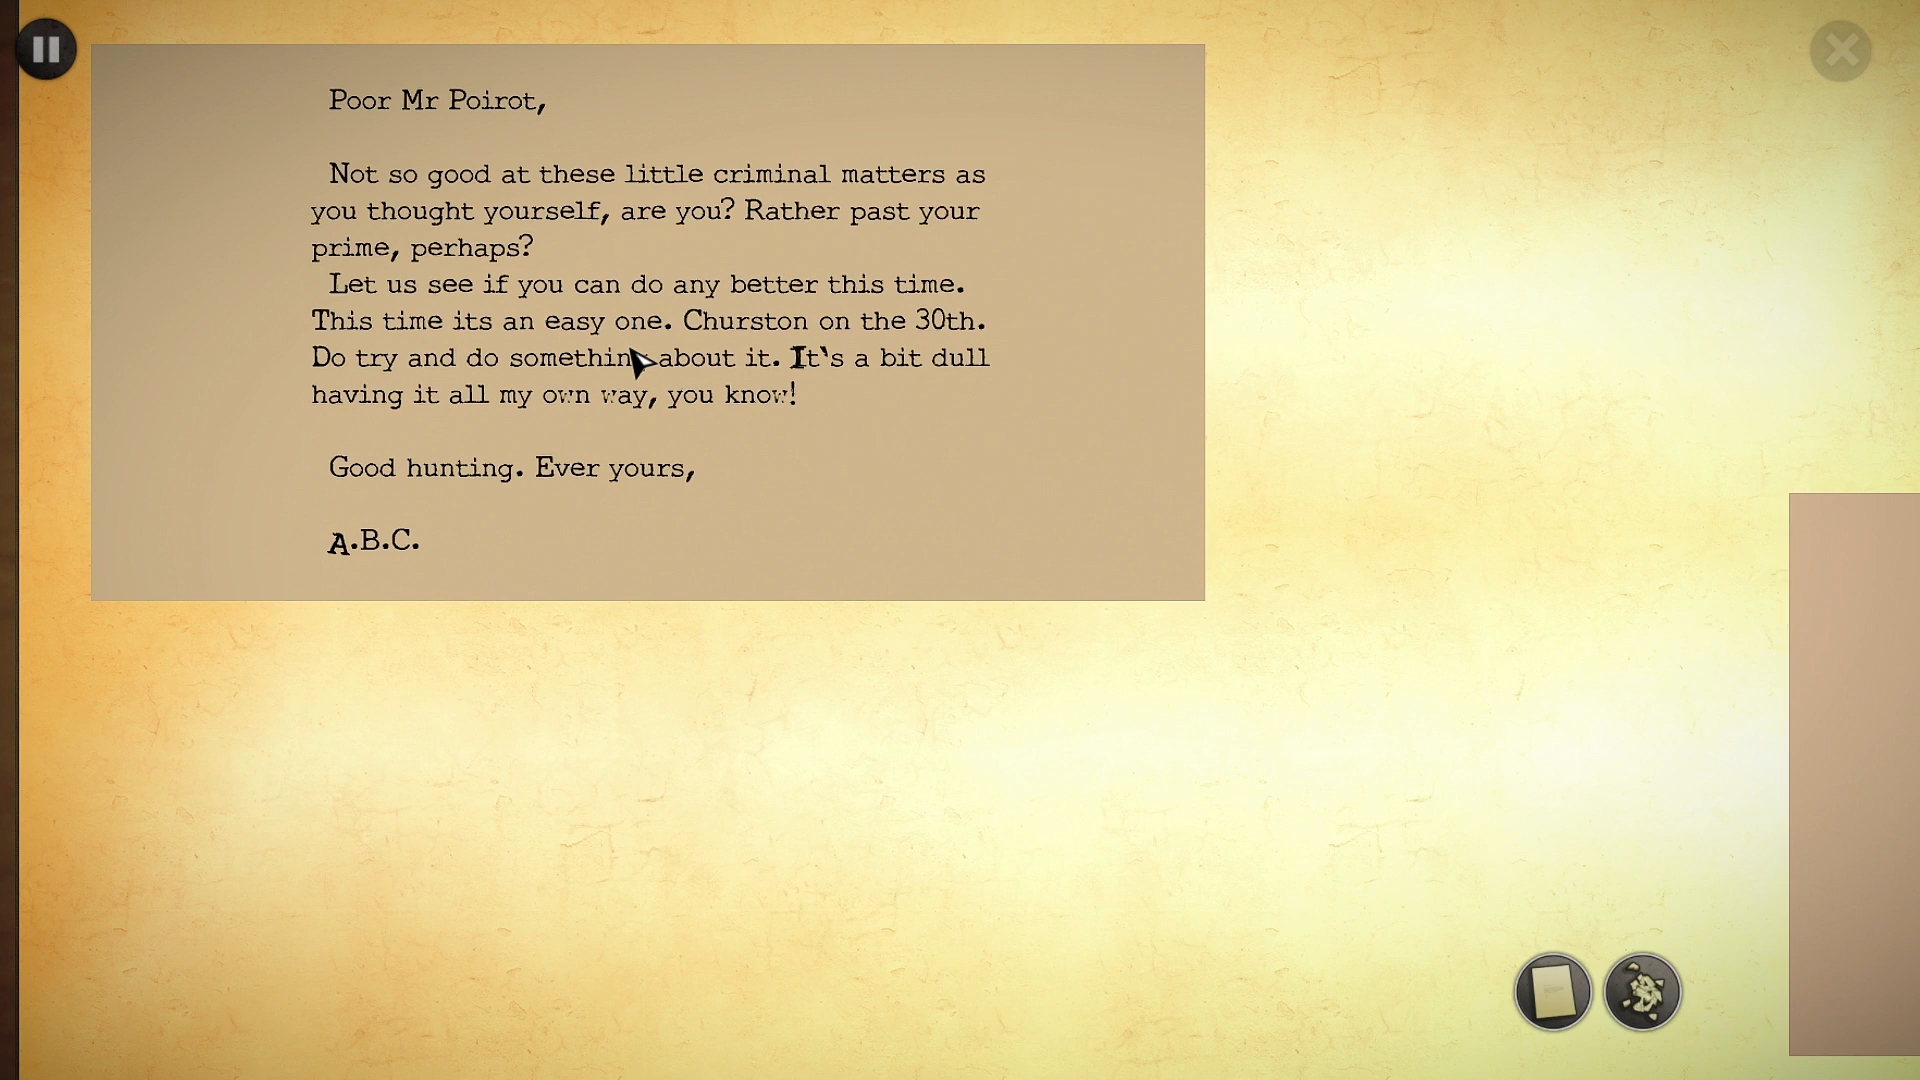 Poor Mr Poirot,
Not so good at these little criminal matters as
you thought yourself, are you? Rather past your
prime, perhaps?
Let us see if you can do any better this time.
This time its an easy one. Churston on the 30th.
Do try and do something about it. It's a bit dull
having it all my own way, you know!
Good hunting. Ever yours,
A.B.C.